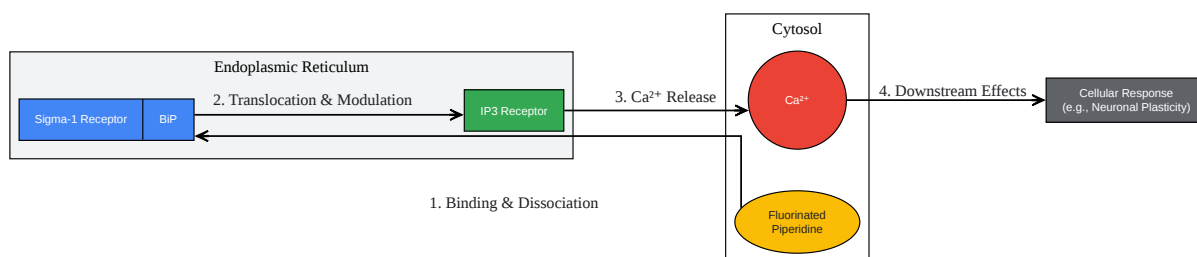 Cytosol
Endoplasmic Reticulum
2. Translocation & Modulation
Sigma-1 Receptor
BiP
IP3 Receptor
3. Ca²⁺ Release
Ca²⁺
4. Downstream Effects
Cellular Response
(e.g., Neuronal Plasticity)
1. Binding & Dissociation
Fluorinated
Piperidine